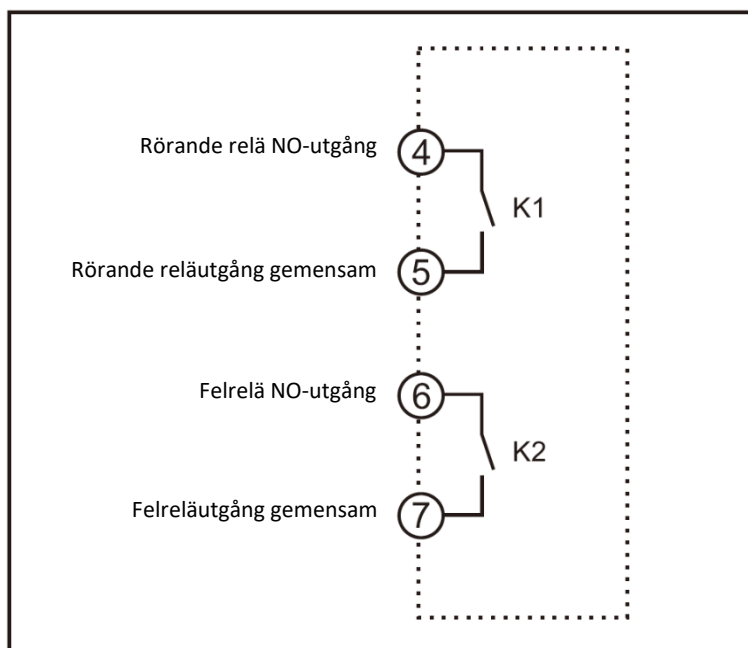 Rörande relä NO-utgång
4
K1
Rörande reläutgång gemensam
5
Felrelä NO-utgång
6
K2
Felreläutgång gemensam
7